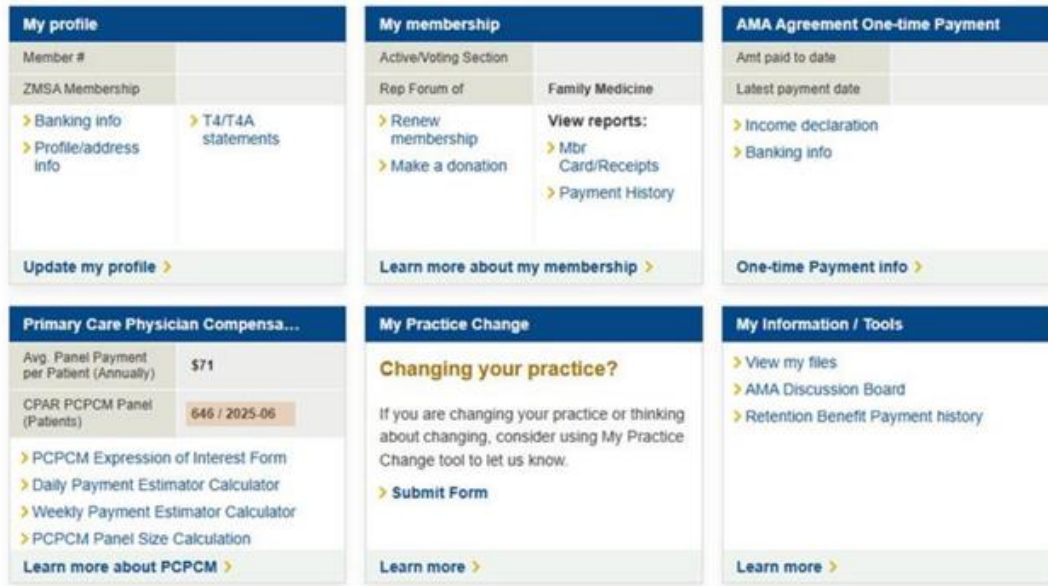 My profile
Member #
ZMSA Membership
Banking info
Profile/address
info
T4/T4A
statements
Update my profile
My membership
Active/Voting Section
Rep Forum of
Family Medicine
Renew
membership
Make a donation
View reports:
Mbr
Card/Receipts
Payment History
Learn more about my membership
AMA Agreement One-time Payment
Amt paid to date
Latest payment date
Income declaration
Banking info
One-time Payment info
Primary Care Physician Compensa...
Avg. Panel Payment
per Patient (Annually)
$71
CPAR PCPCM Panel
(Patients)
646 / 2025-06
PCPCM Expression of Interest Form
Daily Payment Estimator Calculator
Weekly Payment Estimator Calculator
PCPCM Panel Size Calculation
Learn more about PCPCM
My Practice Change
Changing your practice?
If you are changing your practice or thinking
about changing, consider using My Practice
Change tool to let us know.
Submit Form
Learn more
My Information / Tools
View my files
AMA Discussion Board
Retention Benefit Payment history
Learn more